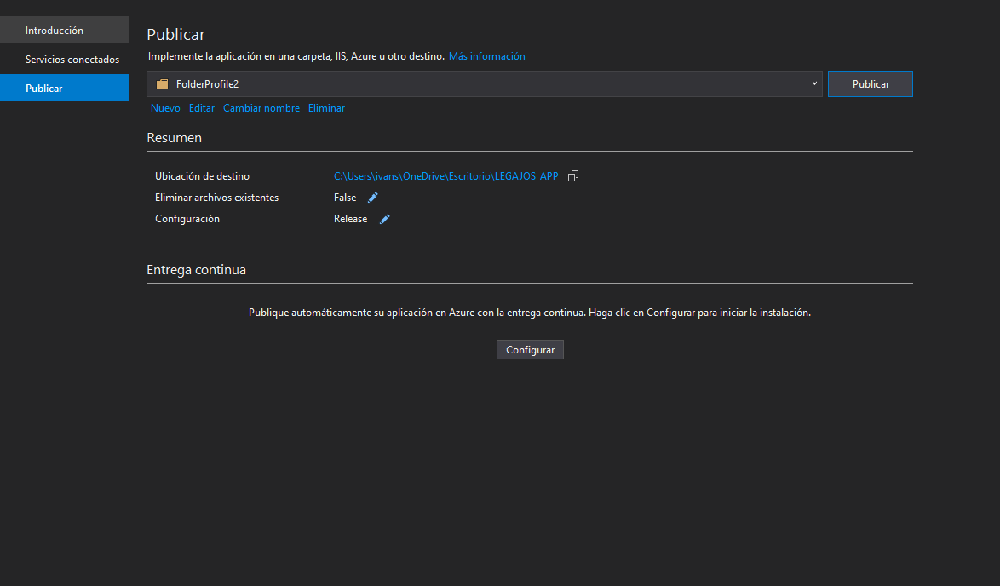 Introducción
Servicios conectados
Publicar
Publicar
Implemente la aplicación en una carpeta, IIS, Azure u otro destino. Más información
FolderProfile2
Publicar
Nuevo Editar Cambiar nombre Eliminar
Resumen
Ubicación de destino C:\Users\ivans\OneDrive\Escritorio\LEGAJOS_APP
Eliminar archivos existentes False
Configuración Release
Entrega continua
Publique automáticamente su aplicación en Azure con la entrega continua. Haga clic en Configurar para iniciar la instalación.
Configurar